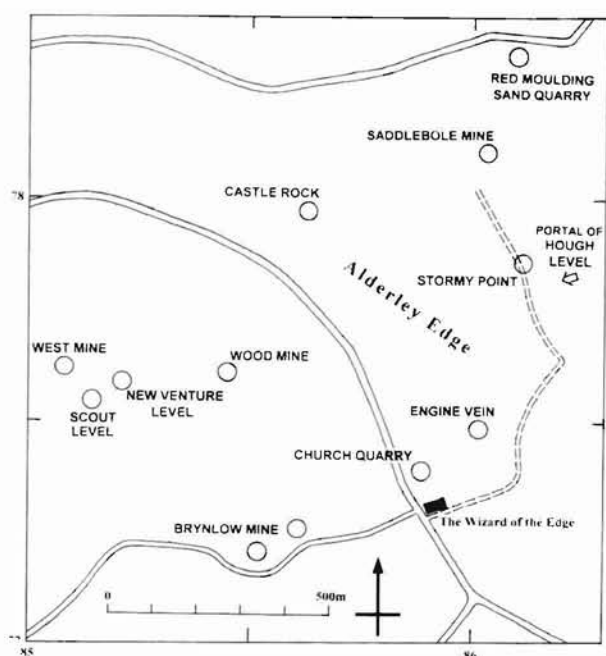 RED MOULDING
SAND QUARRY
SADDLEBOLE MINE
78
CASTLE ROCK
PORTAL OF
HOUGH
LEVEL
STORMY POINT
Alderley Edge
WEST MINE
WOOD MINE
NEW VENTURE
LEVEL
SCOUT
LEVEL
ENGINE VEIN
CHURCH QUARRY
The Wizard of the Edge
BRYNLOW MINE
0
500m
85
86